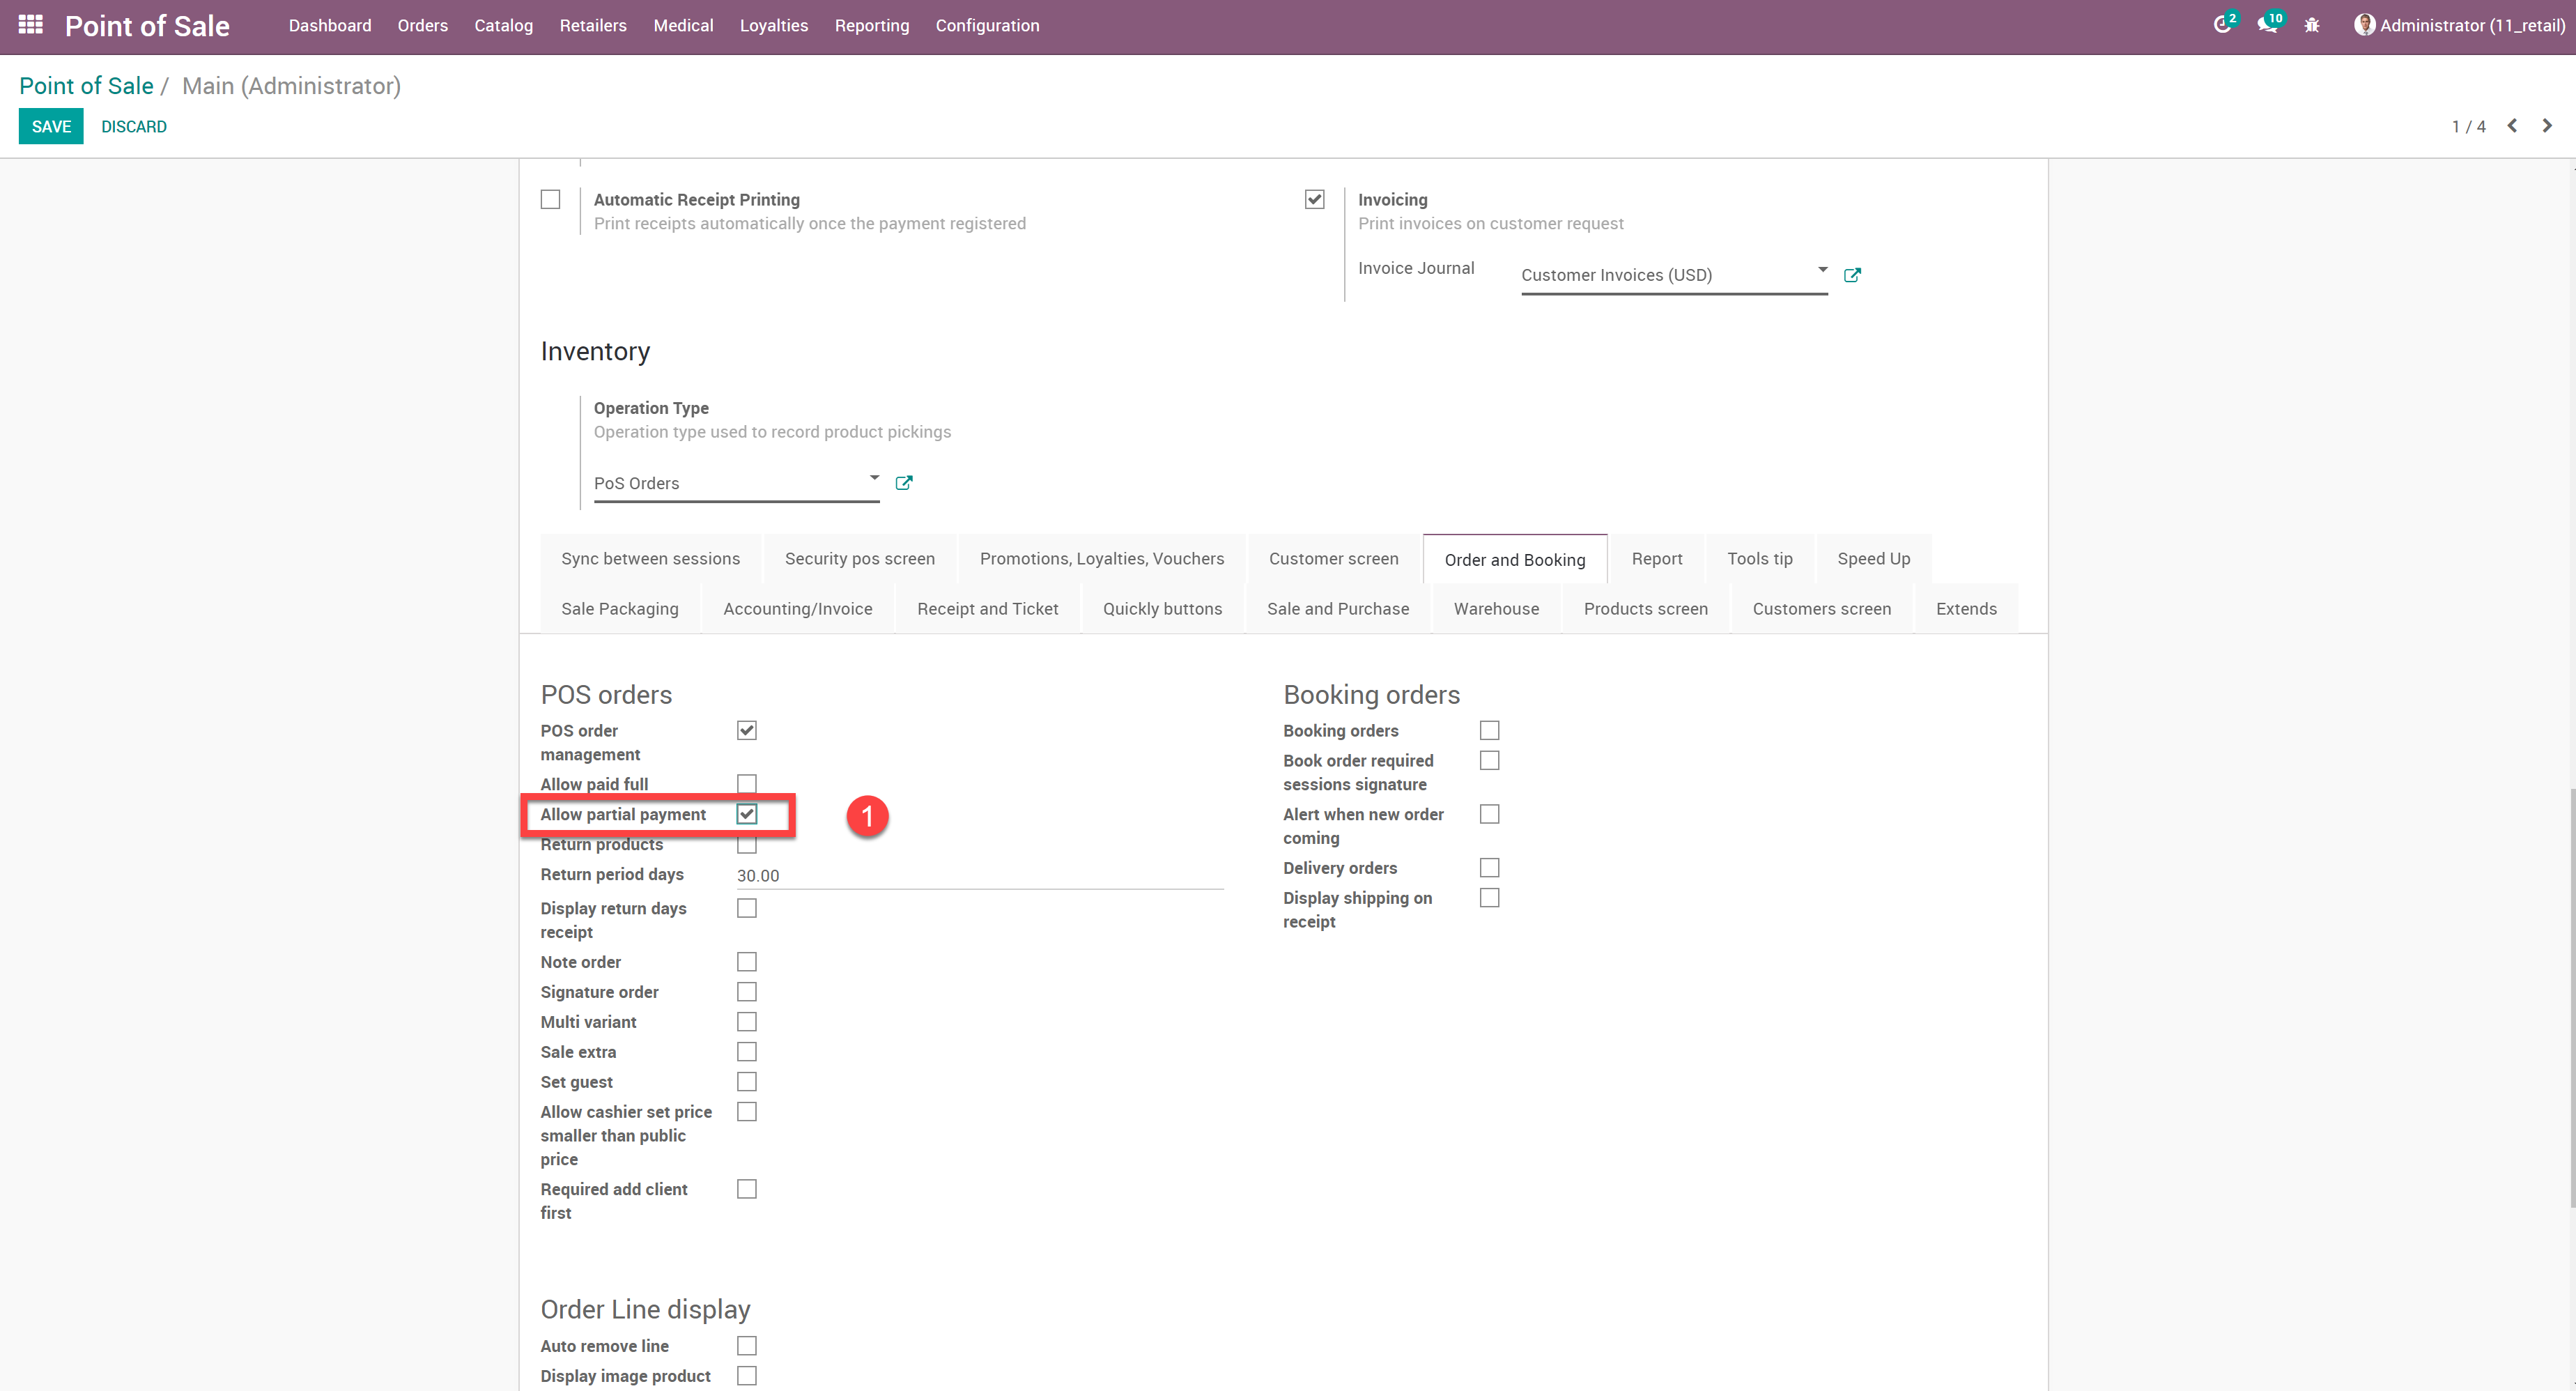 Point of Sale Dashboard Orders Catalog Retailers Medical Loyalties Reporting Configuration 2 10 Administrator (11_retail)
Point of Sale / Main (Administrator)
SAVE DISCARD 1 / 4
Automatic Receipt Printing
Print receipts automatically once the payment registered
Invoicing
Print invoices on customer request
Invoice Journal Customer Invoices (USD)
Inventory
Operation Type
Operation type used to record product pickings
PoS Orders
Sync between sessions Security pos screen Promotions, Loyalties, Vouchers Customer screen Order and Booking Report Tools tip Speed Up
Sale Packaging Accounting/Invoice Receipt and Ticket Quickly buttons Sale and Purchase Warehouse Products screen Customers screen Extends
POS orders
POS order
management
Allow paid full
Allow partial payment 1
Return products
Return period days 30.00
Display return days
receipt
Note order
Signature order
Multi variant
Sale extra
Set guest
Allow cashier set price
smaller than public
price
Required add client
first
Booking orders
Booking orders
Book order required
sessions signature
Alert when new order
coming
Delivery orders
Display shipping on
receipt
Order Line display
Auto remove line
Display image product